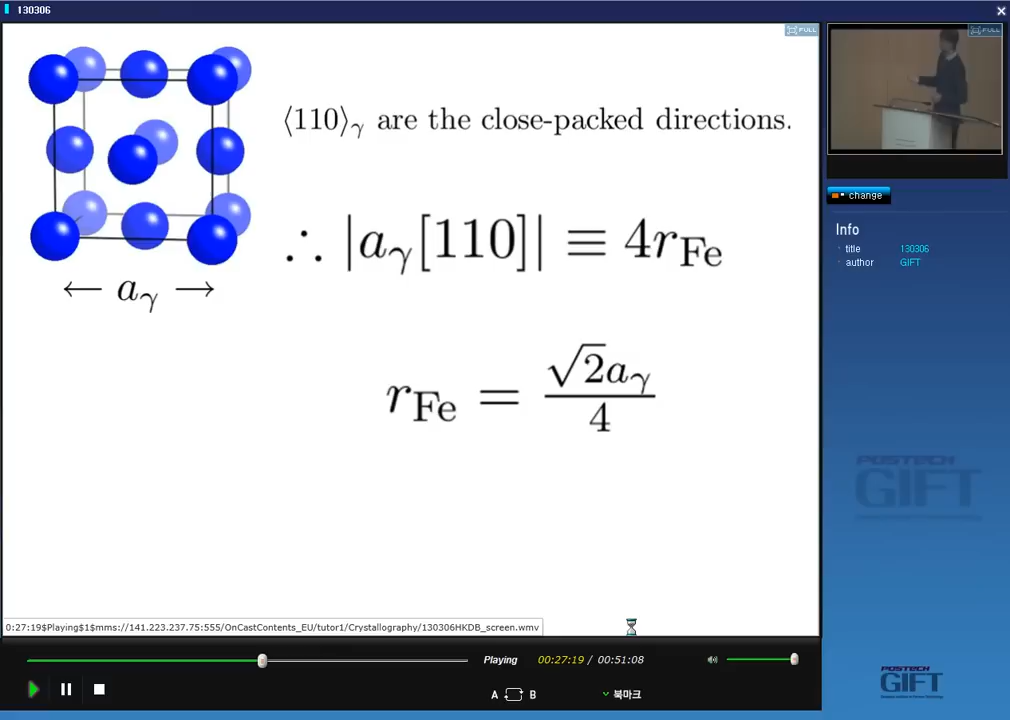 130306
FULL
⟨110⟩γ are the close-packed directions.
∴ |aγ[110]| ≡ 4rFe
← aγ →
rFe = √2aγ / 4
FULL
change
Info
title 130306
author GIFT
POSTECH
GIFT
0:27:19$Playing$1$mms://141.223.237.75:555/OnCastContents_EU/tutor1/Crystallography/130306HKDB_screen.wmv
Playing 00:27:19 / 00:51:08
A B 북마크
POSTECH
GIFT